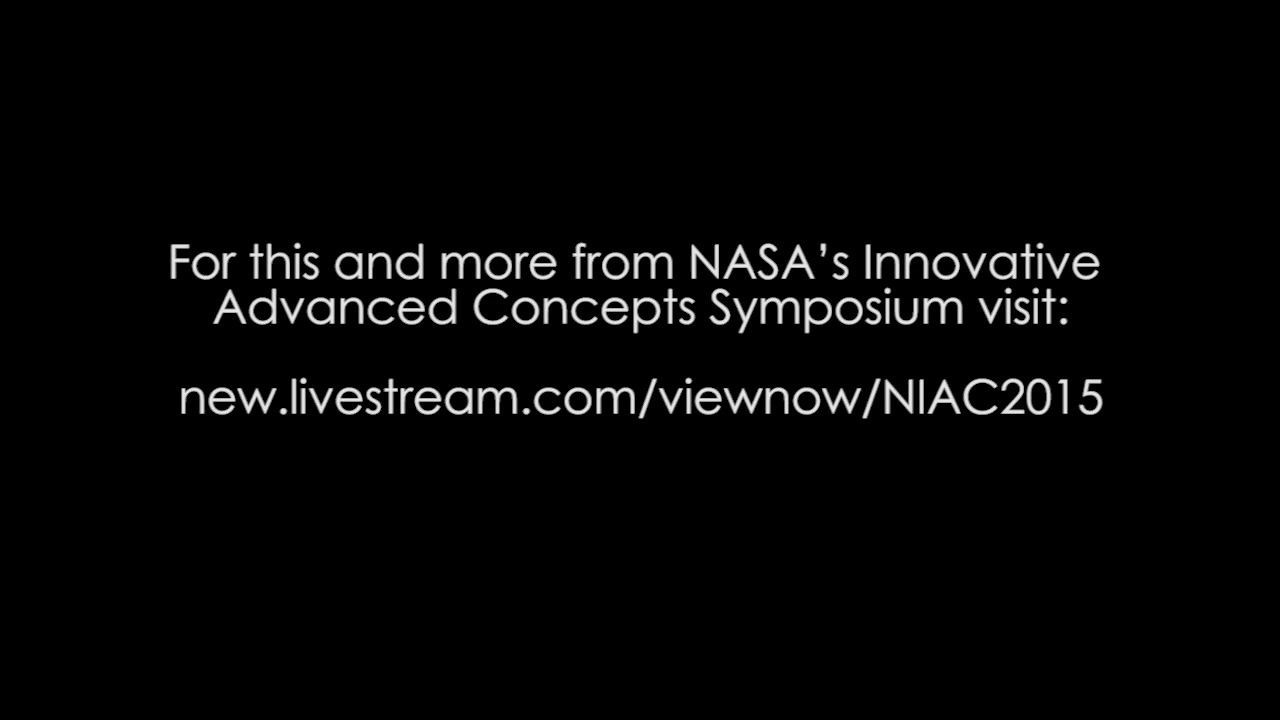 For this and more from NASA’s Innovative
Advanced Concepts Symposium visit:
new.livestream.com/viewnow/NIAC2015